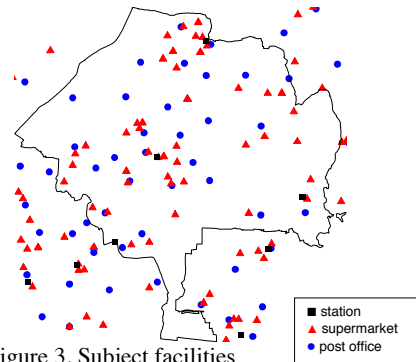 station
supermarket
post office
igure 3. Subject facilities